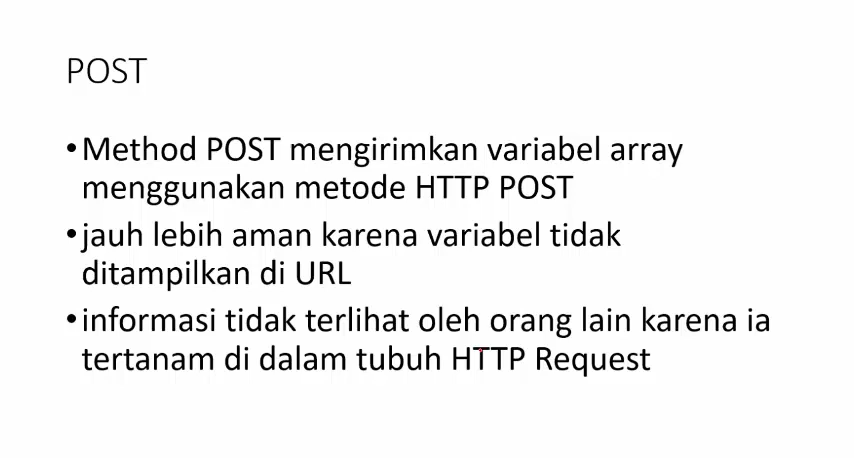 POST
•Method POST mengirimkan variabel array
menggunakan metode HTTP POST
•jauh lebih aman karena variabel tidak
ditampilkan di URL
•informasi tidak terlihat oleh orang lain karena ia
tertanam di dalam tubuh HTTP Request